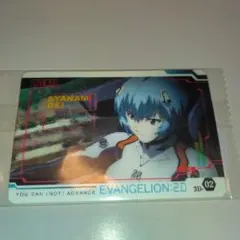 AYANAMI
REI
YOU CAN (NOT) ADVANCE
EVANGELION:2.0
02